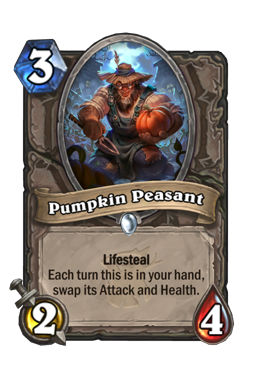 3
Pumpkin Peasant
Lifesteal
Each turn this is in your hand,
swap its Attack and Health.
2
4